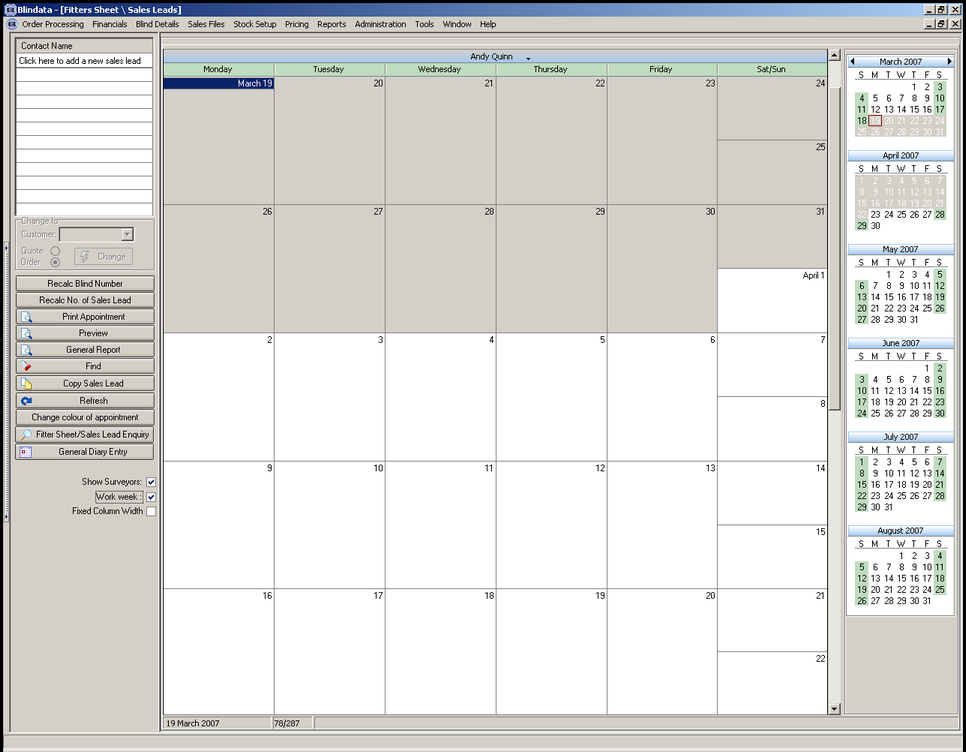 Blindata - [Fitters Sheet \ Sales Leads]
Order Processing Financials Blind Details Sales Files Stock Setup Pricing Reports Administration Tools Window Help
Contact Name
Click here to add a new sales lead
Change to
Customer:
Quote
Order
Change
Recalc Blind Number
Recalc No. of Sales Lead
Print Appointment
Preview
General Report
Find
Copy Sales Lead
Refresh
Change colour of appointment
Fitter Sheet/Sales Lead Enquiry
General Diary Entry
Show Surveyors:
Work week :
Fixed Column Width
Andy Quinn
Monday Tuesday Wednesday Thursday Friday Sat/Sun
March 19 20 21 22 23 24
25
26 27 28 29 30 31
April 1
2 3 4 5 6 7
8
9 10 11 12 13 14
15
16 17 18 19 20 21
22
19 March 2007 78/287
March 2007
S M T W T F S
1 2 3
4 5 6 7 8 9 10
11 12 13 14 15 16 17
18 19 20 21 22 23 24
25 26 27 28 29 30 31
April 2007
S M T W T F S
1 2 3 4 5 6 7
8 9 10 11 12 13 14
15 16 17 18 19 20 21
22 23 24 25 26 27 28
29 30
May 2007
S M T W T F S
1 2 3 4 5
6 7 8 9 10 11 12
13 14 15 16 17 18 19
20 21 22 23 24 25 26
27 28 29 30 31
June 2007
S M T W T F S
1 2
3 4 5 6 7 8 9
10 11 12 13 14 15 16
17 18 19 20 21 22 23
24 25 26 27 28 29 30
July 2007
S M T W T F S
1 2 3 4 5 6 7
8 9 10 11 12 13 14
15 16 17 18 19 20 21
22 23 24 25 26 27 28
29 30 31
August 2007
S M T W T F S
1 2 3 4
5 6 7 8 9 10 11
12 13 14 15 16 17 18
19 20 21 22 23 24 25
26 27 28 29 30 31